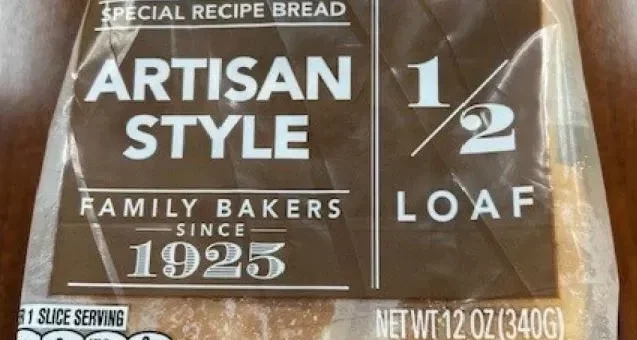 SPECIAL RECIPE BREAD
ARTISAN
STYLE
FAMILY BAKERS
SINCE
1925
1/2
LOAF
1 SLICE SERVING
NET WT 12 OZ (340G)